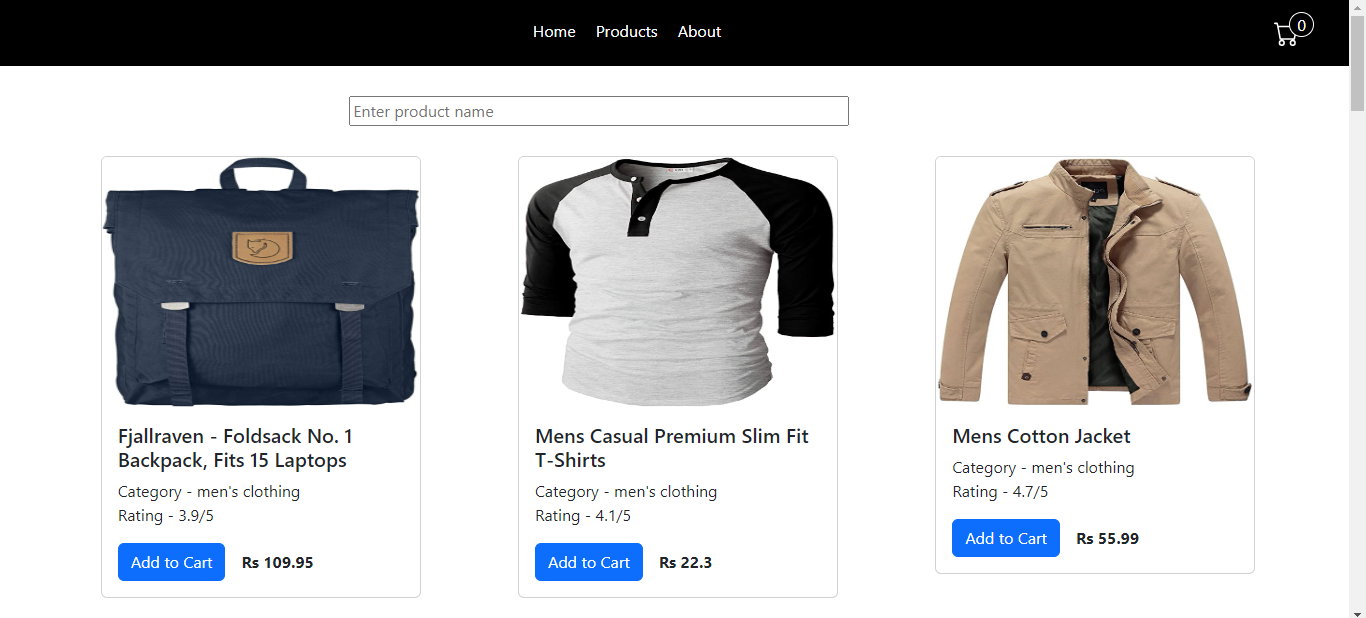 Home Products About 0
Enter product name
Fjallraven - Foldsack No. 1
Backpack, Fits 15 Laptops
Category - men's clothing
Rating - 3.9/5
Add to Cart Rs 109.95
Mens Casual Premium Slim Fit
T-Shirts
Category - men's clothing
Rating - 4.1/5
Add to Cart Rs 22.3
Mens Cotton Jacket
Category - men's clothing
Rating - 4.7/5
Add to Cart Rs 55.99